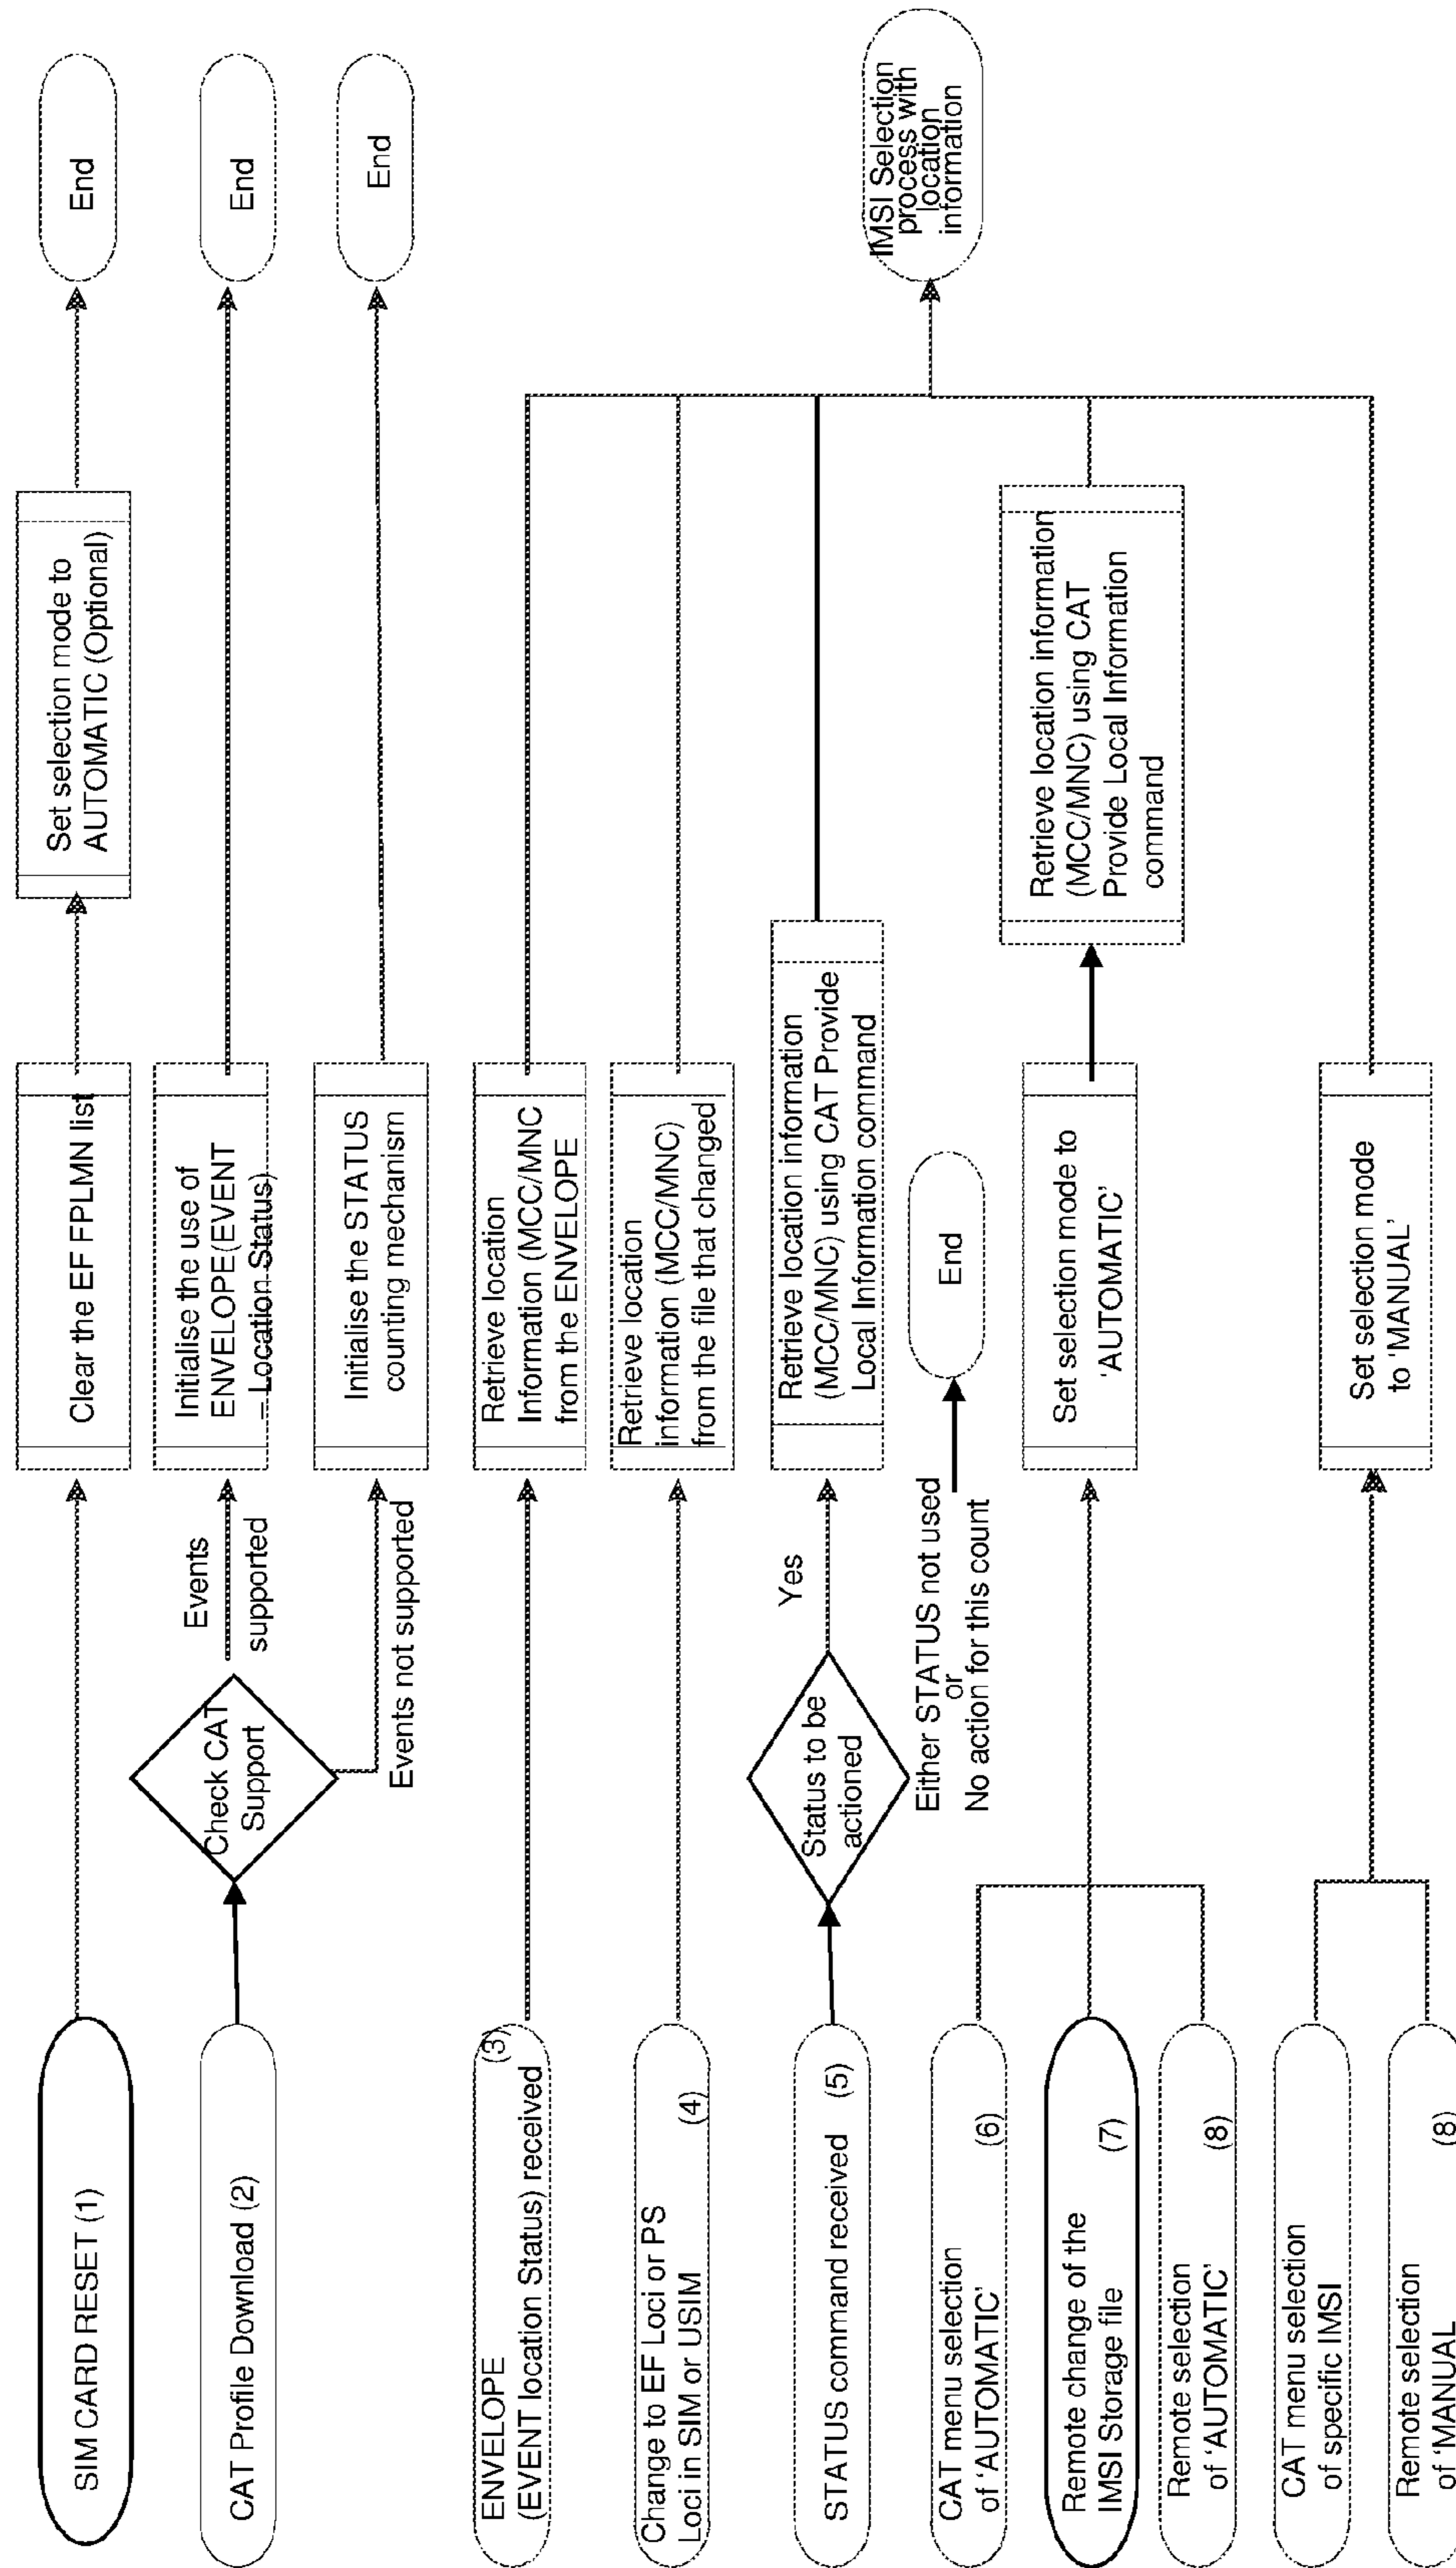 SIM CARD RESET (1)
Clear the EF FPLMN list
Set selection mode to
AUTOMATIC (Optional)
End
CAT Profile Download (2)
Check CAT
Support
Events
supported
Initialise the use of
ENVELOPE(EVENT
= Location Status)
End
Events not supported
Initialise the STATUS
counting mechanism
End
ENVELOPE (3)
(EVENT location Status) received
Retrieve location
Information (MCC/MNC
from the ENVELOPE
Change to EF Loci or PS
Loci in SIM or USIM (4)
Retrieve location
information (MCC/MNC)
from the file that changed
STATUS command received (5)
Status to be
actioned
Yes
Retrieve location information
(MCC/MNC) using CAT Provide
Local Information command
Either STATUS not used
or
No action for this count
End
IMSI Selection
process with
location
information
CAT menu selection
of 'AUTOMATIC' (6)
Remote change of the
IMSI Storage file (7)
Remote selection
of 'AUTOMATIC' (8)
Set selection mode to
'AUTOMATIC'
Retrieve location information
(MCC/MNC) using CAT
Provide Local Information
command
CAT menu selection
of specific IMSI
Remote selection
of 'MANUAL (8)
Set selection mode
to 'MANUAL'